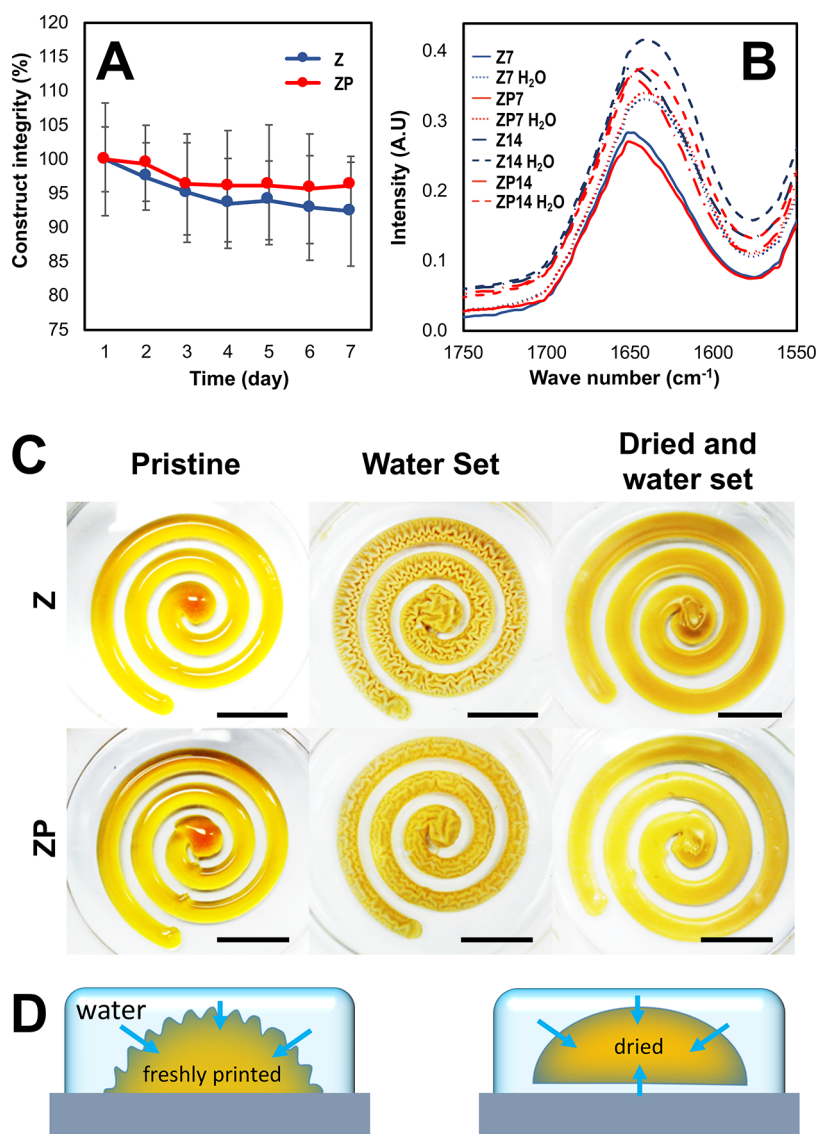 A
Construct integrity (%)
120
115
110
105
100
95
90
85
80
75
1 2 3 4 5 6 7
Time (day)
Z
ZP
B
Intensity (A.U)
0.4
0.3
0.2
0.1
0.0
1750 1700 1650 1600 1550
Wave number (cm-1)
Z7
Z7 H2O
ZP7
ZP7 H2O
Z14
Z14 H2O
ZP14
ZP14 H2O
C
Pristine
Water Set
Dried and
water set
Z
ZP
D
water
freshly printed
dried